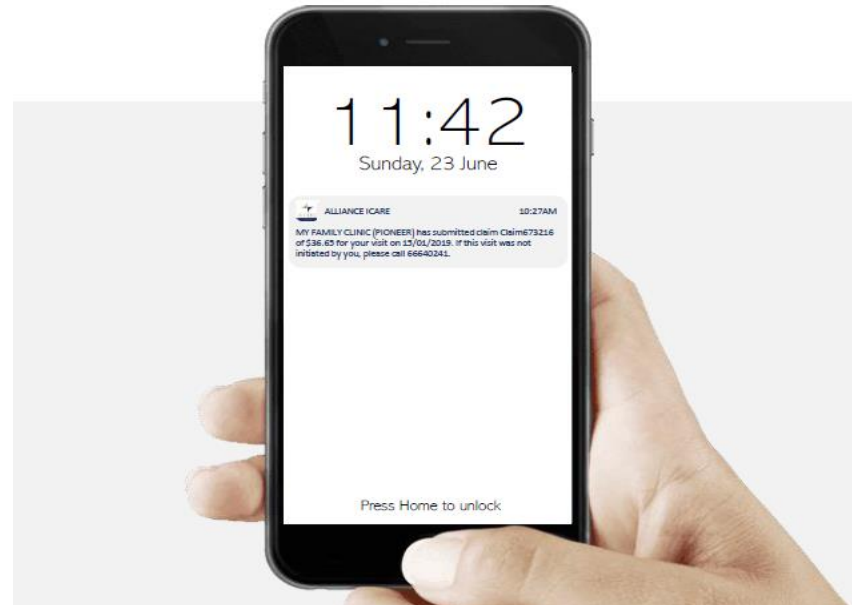 11:42
Sunday, 23 June
ALLIANCE ICARE 10:27AM
MY FAMILY CLINIC (PIONEER) has submitted claim Claim673216
of $36.65 for your visit on 15/01/2019. If this visit was not
initiated by you, please call 66640241.
Press Home to unlock